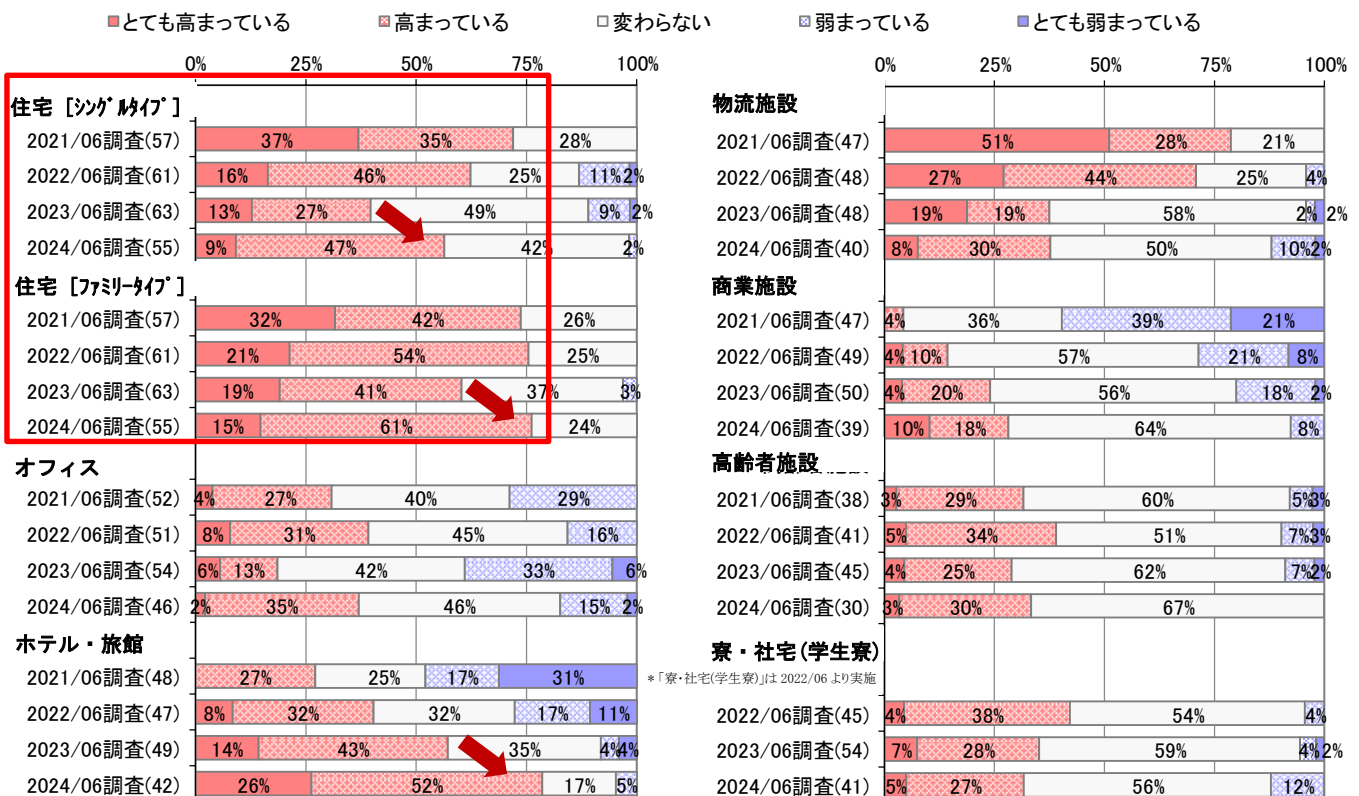 とても高まっている 高まっている 変わらない 弱まっている とても弱まっている
0% 25% 50% 75% 100%
住宅 [ｼﾝｸﾞﾙﾀｲﾌﾟ]
2021/06調査(57) 37% 35% 28%
2022/06調査(61) 16% 46% 25% 11% 2%
2023/06調査(63) 13% 27% 49% 9% 2%
2024/06調査(55) 9% 47% 42% 2%
住宅 [ﾌｧﾐﾘｰﾀｲﾌﾟ]
2021/06調査(57) 32% 42% 26%
2022/06調査(61) 21% 54% 25%
2023/06調査(63) 19% 41% 37% 3%
2024/06調査(55) 15% 61% 24%
オフィス
2021/06調査(52) 4% 27% 40% 29%
2022/06調査(51) 8% 31% 45% 16%
2023/06調査(54) 6% 13% 42% 33% 6%
2024/06調査(46) 2% 35% 46% 15% 2%
ホテル・旅館
2021/06調査(48) 27% 25% 17% 31%
2022/06調査(47) 8% 32% 32% 17% 11%
2023/06調査(49) 14% 43% 35% 4% 4%
2024/06調査(42) 26% 52% 17% 5%
0% 25% 50% 75% 100%
物流施設
2021/06調査(47) 51% 28% 21%
2022/06調査(48) 27% 44% 25% 4%
2023/06調査(48) 19% 19% 58% 2% 2%
2024/06調査(40) 8% 30% 50% 10% 2%
商業施設
2021/06調査(47) 4% 36% 39% 21%
2022/06調査(49) 4% 10% 57% 21% 8%
2023/06調査(50) 4% 20% 56% 18% 2%
2024/06調査(39) 10% 18% 64% 8%
高齢者施設
2021/06調査(38) 3% 29% 60% 5% 3%
2022/06調査(41) 5% 34% 51% 7% 3%
2023/06調査(45) 4% 25% 62% 7% 2%
2024/06調査(30) 3% 30% 67%
寮・社宅(学生寮)
*「寮・社宅(学生寮)」は 2022/06 より実施
2022/06調査(45) 4% 38% 54% 4%
2023/06調査(54) 7% 28% 59% 4% 2%
2024/06調査(41) 5% 27% 56% 12%